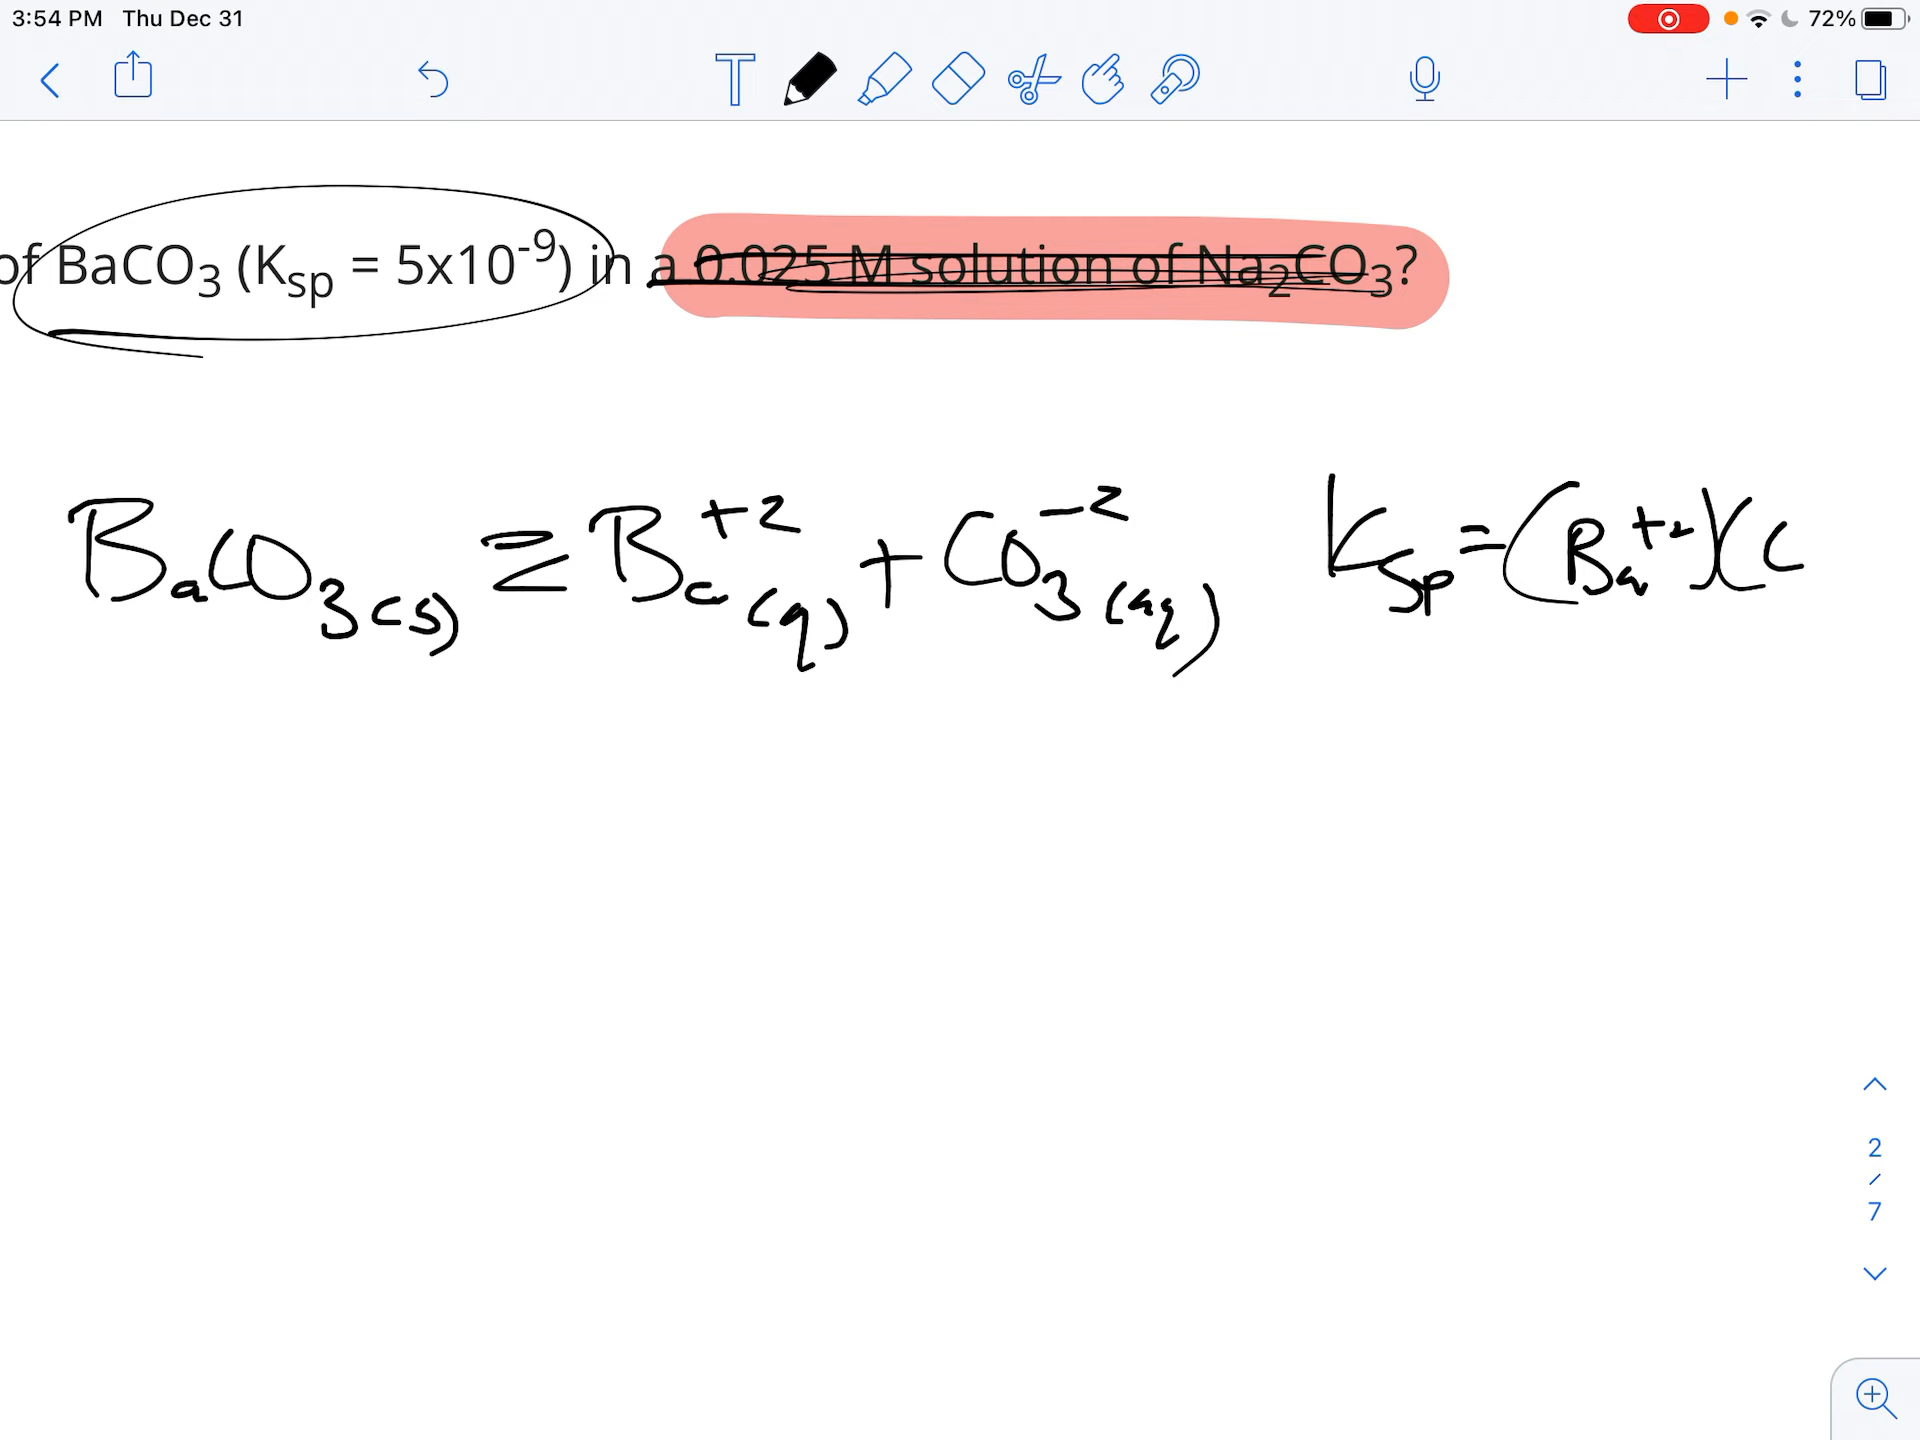 3:54 PM Thu Dec 31 72%
T
of BaCO₃ (Kₛₚ = 5x10⁻⁹) in a 0.025 M solution of Na₂CO₃?
BaCO₃(s) ⇌ Ba⁺²(q) + CO₃⁻²(aq) Ksp = (Ba⁺²)(C
2
/
7